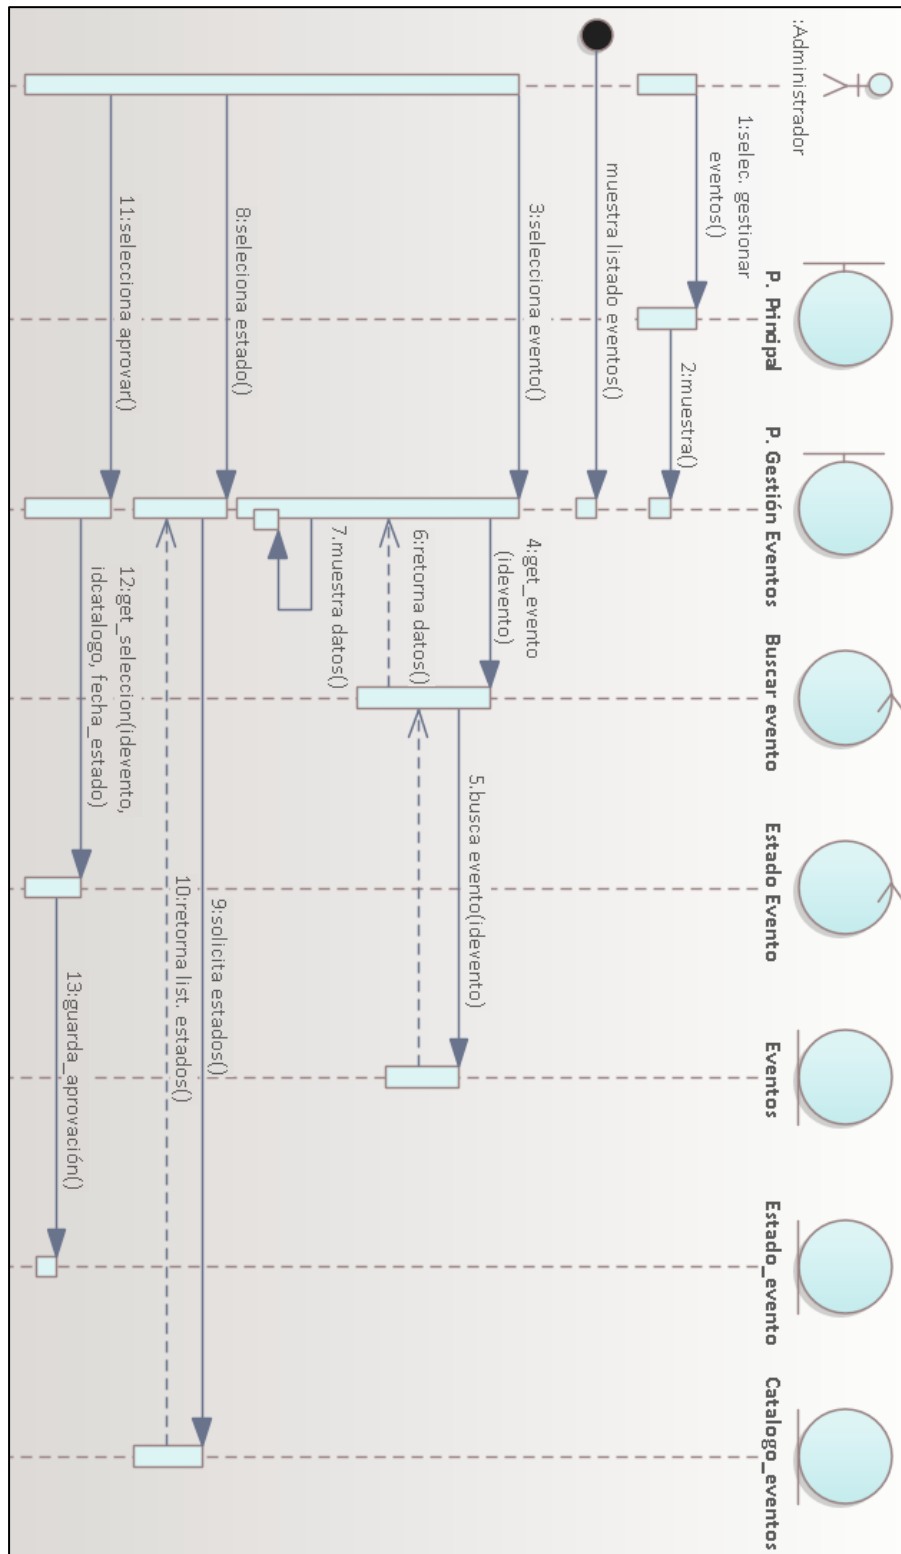 :Administrador
P. Principal
P. Gestión Eventos
Buscar evento
Estado Evento
Eventos
Estado_evento
Catalogo_eventos
1:selec. gestionar
eventos()
2:muestra()
muestra listado eventos()
3:selecciona evento()
4:get_evento
(idevento)
5.busca evento(idevento)
6:retorna datos()
7.muestra datos()
8:seleciona estado()
9:solicita estados()
10:retorna list. estados()
11:selecciona aprovar()
12:get_seleccion(idevento,
idcatalogo, fecha_estado)
13:guarda_aprovación()